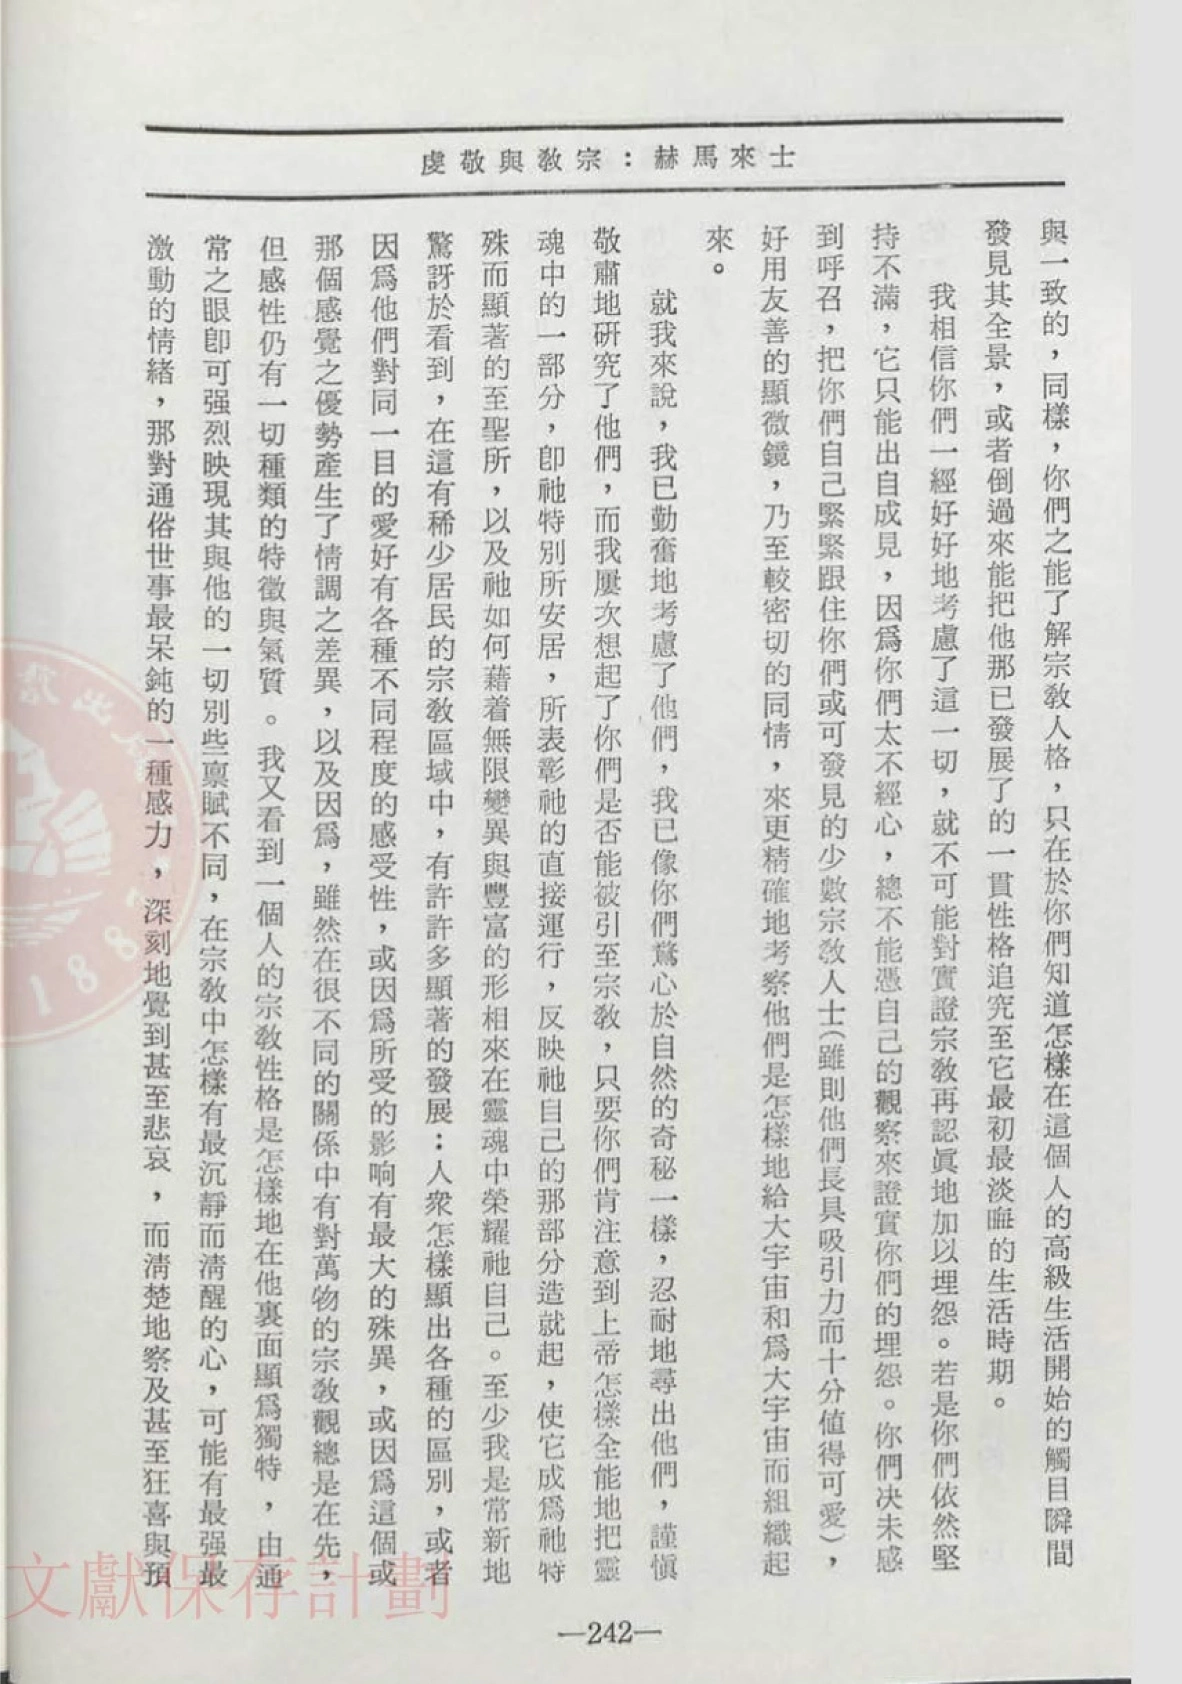 士來馬赫：宗教與敬虔
與一致的，同樣，你們之能了解宗教人格，只在於你們知道怎樣在這個人的高級生活開始的觸目瞬間
發見其全景，或者倒過來能把他那已發展了的一貫性格追究至它最初最淡晦的生活時期。
我相信你們一經好好地考慮了這一切，就不可能對實證宗教再認眞地加以埋怨。若是你們依然堅
持不滿，它只能出自成見，因爲你們太不經心，總不能憑自己的觀察來證實你們的埋怨。你們决未感
到呼召，把你們自己緊緊跟住你們或可發見的少數宗教人士（雖則他們長具吸引力而十分値得可愛），
好用友善的顯微鏡，乃至較密切的同情，來更精確地考察他們是怎樣地給大宇宙和爲大宇宙而組織起
來。
就我來說，我已勤奮地考慮了他們，我已像你們驚心於自然的奇秘一樣，忍耐地尋出他們，謹愼
敬肅地硏究了他們，而我屢次想起了你們是否能被引至宗教，只要你們肯注意到上帝怎樣全能地把靈
魂中的一部分，卽祂特別所安居，所表彰祂的直接運行，反映祂自己的那部分造就起，使它成爲祂特
殊而顯著的至聖所，以及祂如何藉着無限變異與豐富的形相來在靈魂中榮耀祂自己。至少我是常新地
驚訝於看到，在這有稀少居民的宗教區域中，有許許多顯著的發展：人衆怎樣顯出各種的區別，或者
因爲他們對同一目的愛好有各種不同程度的感受性，或因爲所受的影响有最大的殊異，或因爲這個或
那個感覺之優勢產生了情調之差異，以及因爲，雖然在很不同的關係中有對萬物的宗教觀總是在先，
但感性仍有一切種類的特徵與氣質。我又看到一個人的宗教性格是怎樣地在他裏面顯爲獨特，由通
常之眼卽可强烈映現其與他的一切別些禀賦不同，在宗教中怎樣有最沉靜而淸醒的心，可能有最强最
激動的情緒，那對通俗世事最呆鈍的一種感力，深刻地覺到甚至悲哀，而淸楚地察及甚至狂喜與預
—242—
文獻保存計劃
出
188